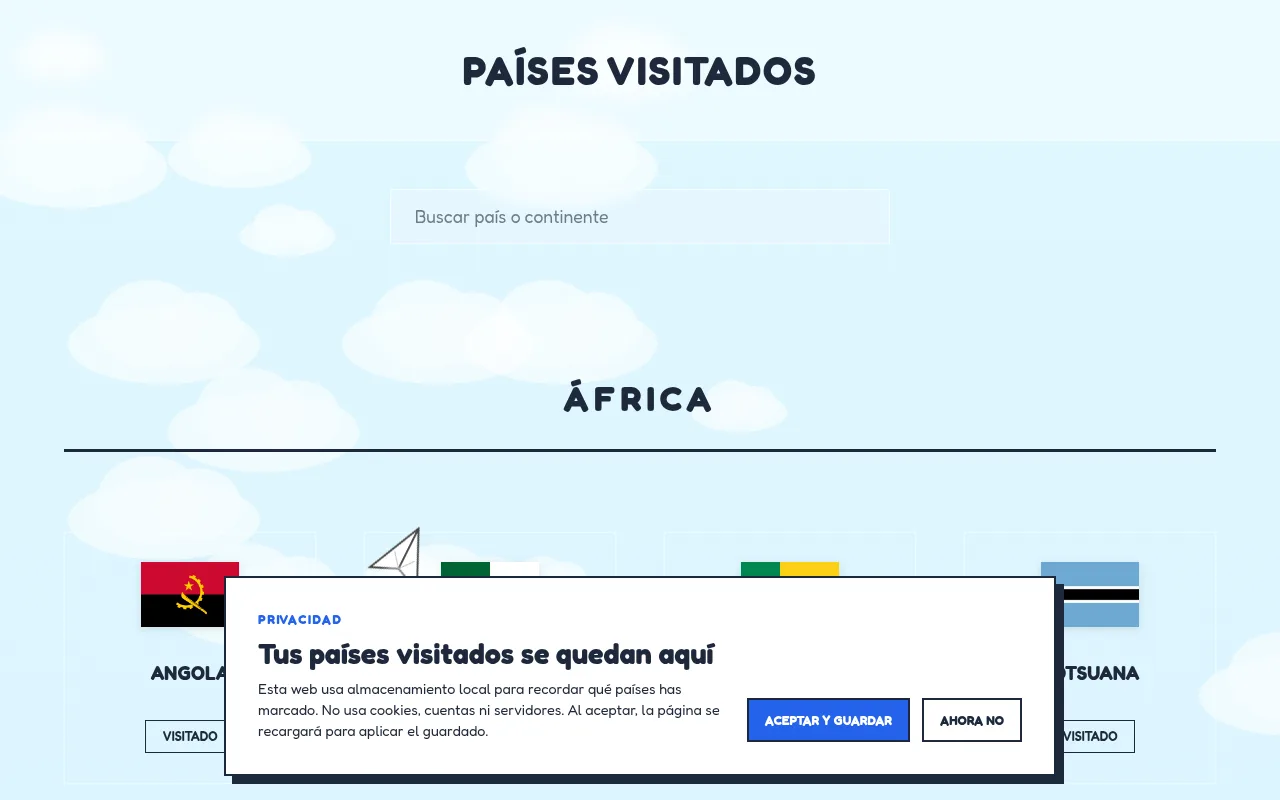 PAÍSES VISITADOS
Buscar país o continente
ÁFRICA
ANGOLA
VISITADO
VISITADO
PRIVACIDAD
Tus países visitados se quedan aquí
Esta web usa almacenamiento local para recordar qué países has
marcado. No usa cookies, cuentas ni servidores. Al aceptar, la página se
recargará para aplicar el guardado.
ACEPTAR Y GUARDAR
AHORA NO